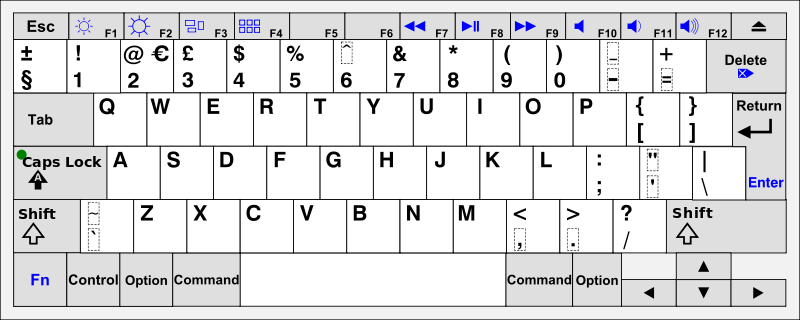 Esc F1 F2 F3 F4 F5 F6 F7 F8 F9 F10 F11 F12
± ! @ € £ $ % ^ & * ( ) _ + Delete
§ 1 2 3 4 5 6 7 8 9 0 - =
Tab Q W E R T Y U I O P { } Return
[ ]
Caps Lock A S D F G H J K L : " |
A ; ' \ Enter
Shift ~ Z X C V B N M < > ? Shift
` , . /
Fn Control Option Command Command Option